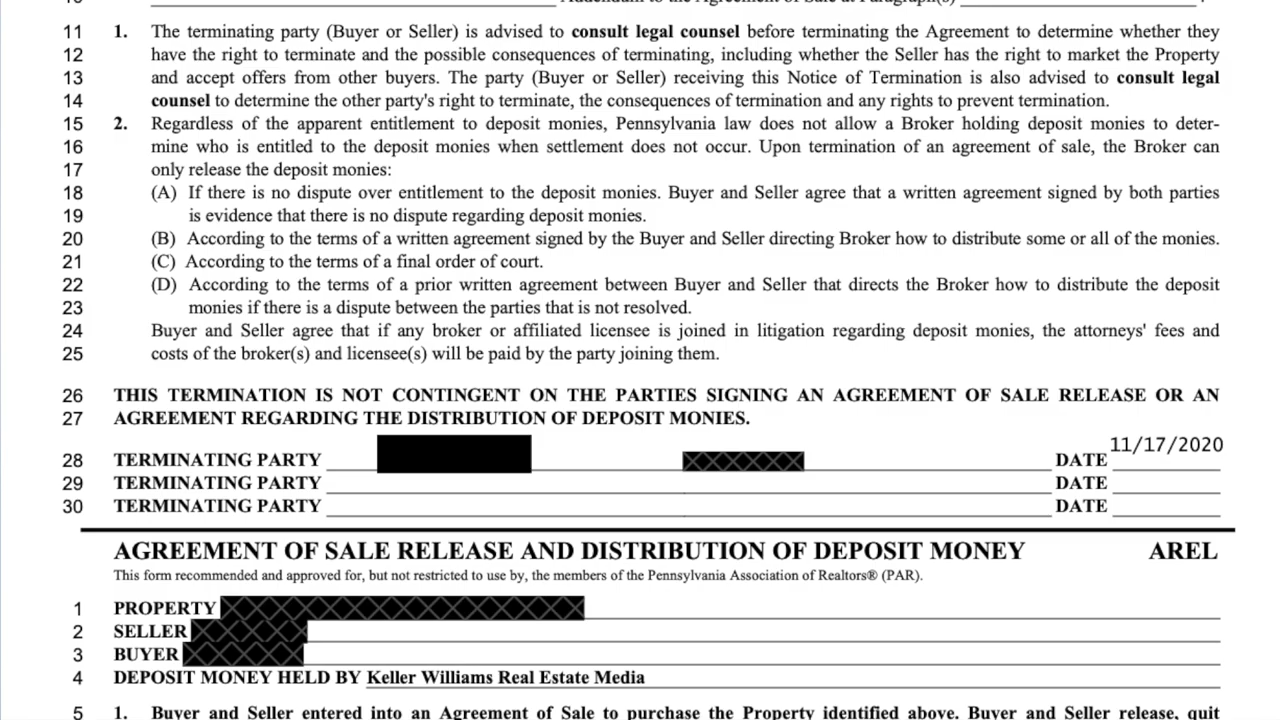 Addendum to the Agreement of Sale at Paragraph(s)
11 1. The terminating party (Buyer or Seller) is advised to consult legal counsel before terminating the Agreement to determine whether they
12 have the right to terminate and the possible consequences of terminating, including whether the Seller has the right to market the Property
13 and accept offers from other buyers. The party (Buyer or Seller) receiving this Notice of Termination is also advised to consult legal
14 counsel to determine the other party's right to terminate, the consequences of termination and any rights to prevent termination.
15 2. Regardless of the apparent entitlement to deposit monies, Pennsylvania law does not allow a Broker holding deposit monies to deter-
16 mine who is entitled to the deposit monies when settlement does not occur. Upon termination of an agreement of sale, the Broker can
17 only release the deposit monies:
18 (A) If there is no dispute over entitlement to the deposit monies. Buyer and Seller agree that a written agreement signed by both parties
19 is evidence that there is no dispute regarding deposit monies.
20 (B) According to the terms of a written agreement signed by the Buyer and Seller directing Broker how to distribute some or all of the monies.
21 (C) According to the terms of a final order of court.
22 (D) According to the terms of a prior written agreement between Buyer and Seller that directs the Broker how to distribute the deposit
23 monies if there is a dispute between the parties that is not resolved.
24 Buyer and Seller agree that if any broker or affiliated licensee is joined in litigation regarding deposit monies, the attorneys' fees and
25 costs of the broker(s) and licensee(s) will be paid by the party joining them.
26 THIS TERMINATION IS NOT CONTINGENT ON THE PARTIES SIGNING AN AGREEMENT OF SALE RELEASE OR AN
27 AGREEMENT REGARDING THE DISTRIBUTION OF DEPOSIT MONIES.
28 TERMINATING PARTY DATE 11/17/2020
29 TERMINATING PARTY DATE
30 TERMINATING PARTY DATE
AGREEMENT OF SALE RELEASE AND DISTRIBUTION OF DEPOSIT MONEY AREL
This form recommended and approved for, but not restricted to use by, the members of the Pennsylvania Association of Realtors® (PAR).
1 PROPERTY
2 SELLER
3 BUYER
4 DEPOSIT MONEY HELD BY Keller Williams Real Estate Media
5 1. Buyer and Seller entered into an Agreement of Sale to purchase the Property identified above. Buyer and Seller release, quit